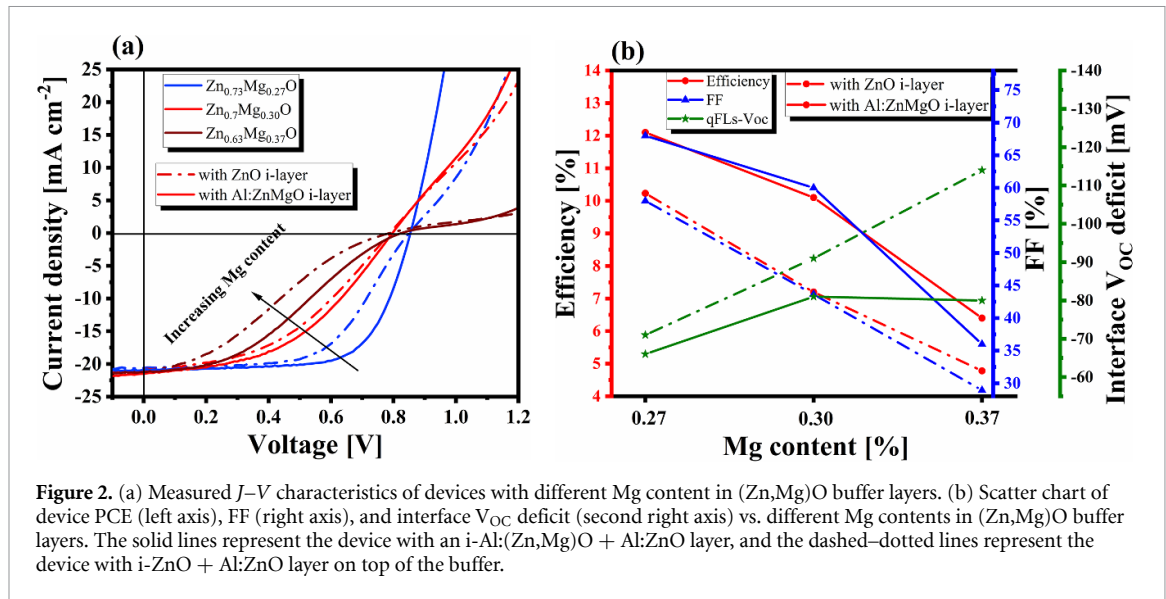 (a)
Current density [mA cm⁻²]
25
20
15
10
5
0
-5
-10
-15
-20
-25
Zn0.73Mg0.27O
Zn0.7Mg0.30O
Zn0.63Mg0.37O
with ZnO i-layer
with Al:ZnMgO i-layer
Increasing Mg content
0.0 0.2 0.4 0.6 0.8 1.0 1.2
Voltage [V]
(b)
Efficiency [%]
14
13
12
11
10
9
8
7
6
5
4
Efficiency
FF
qFLs-Voc
with ZnO i-layer
with Al:ZnMgO i-layer
0.27 0.30 0.37
Mg content [%]
75
70
65
60
55
50
45
40
35
30
FF [%]
-140
-130
-120
-110
-100
-90
-80
-70
-60
Interface VOC deficit [mV]
Figure 2. (a) Measured J–V characteristics of devices with different Mg content in (Zn,Mg)O buffer layers. (b) Scatter chart of
device PCE (left axis), FF (right axis), and interface VOC deficit (second right axis) vs. different Mg contents in (Zn,Mg)O buffer
layers. The solid lines represent the device with an i-Al:(Zn,Mg)O + Al:ZnO layer, and the dashed–dotted lines represent the
device with i-ZnO + Al:ZnO layer on top of the buffer.